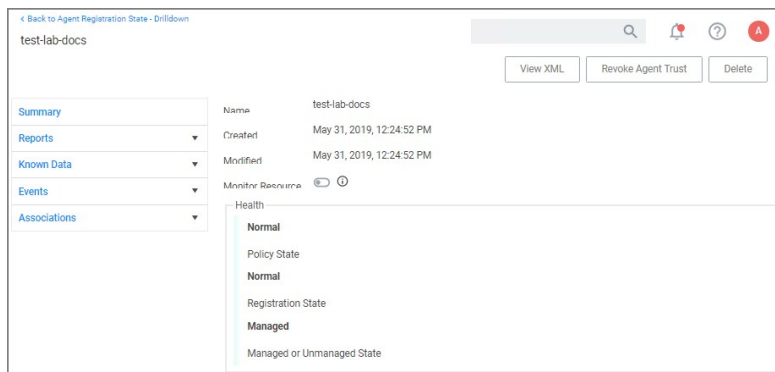 < Back to Agent Registration State - Drilldown
test-lab-docs
A
View XML
Revoke Agent Trust
Delete
Summary
Reports
Known Data
Events
Associations
Name test-lab-docs
Created May 31, 2019, 12:24:52 PM
Modified May 31, 2019, 12:24:52 PM
Monitor Resource
Health
Normal
Policy State
Normal
Registration State
Managed
Managed or Unmanaged State